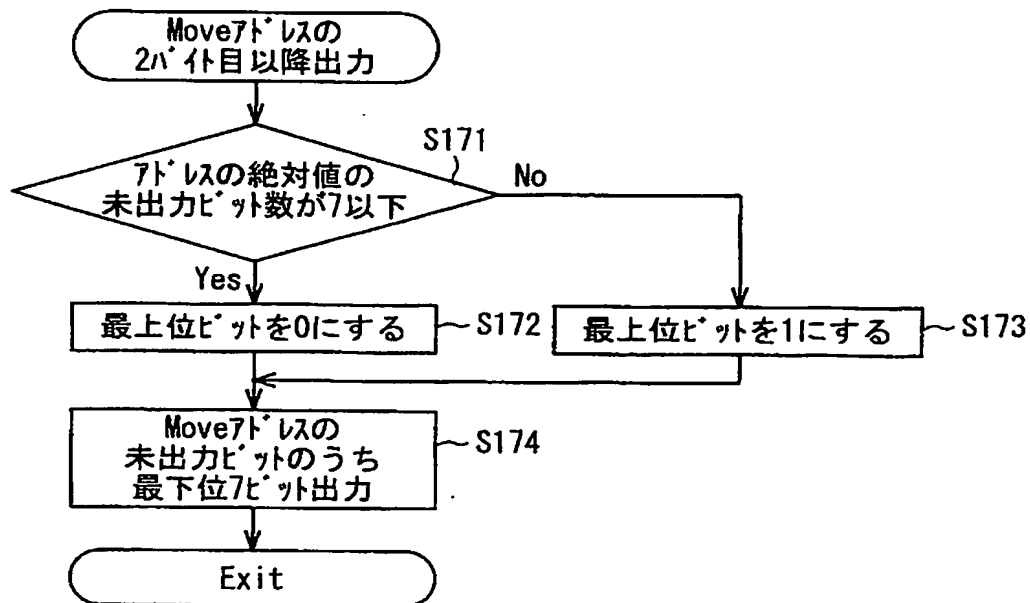 Moveｱﾄﾞﾚｽの
2ﾊﾞｲﾄ目以降出力
S171
ｱﾄﾞﾚｽの絶対値の
未出力ﾋﾞｯﾄ数が7以下
No
Yes
最上位ﾋﾞｯﾄを0にする
S172
最上位ﾋﾞｯﾄを1にする
S173
Moveｱﾄﾞﾚｽの
未出力ﾋﾞｯﾄのうち
最下位7ﾋﾞｯﾄ出力
S174
Exit